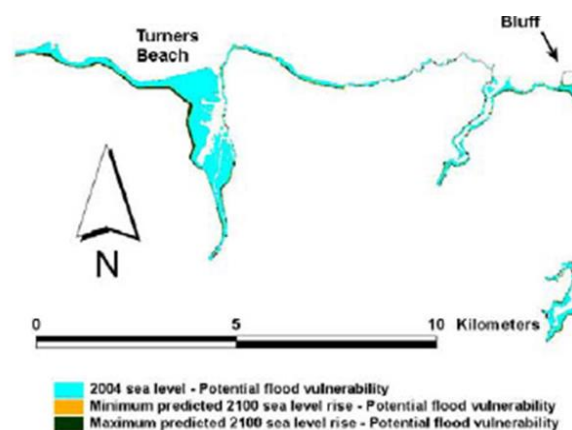 Turners
Beach
Bluff
N
0 5 10 Kilometers
2004 sea level - Potential flood vulnerability
Minimum predicted 2100 sea level rise - Potential flood vulnerability
Maximum predicted 2100 sea level rise - Potential flood vulnerability